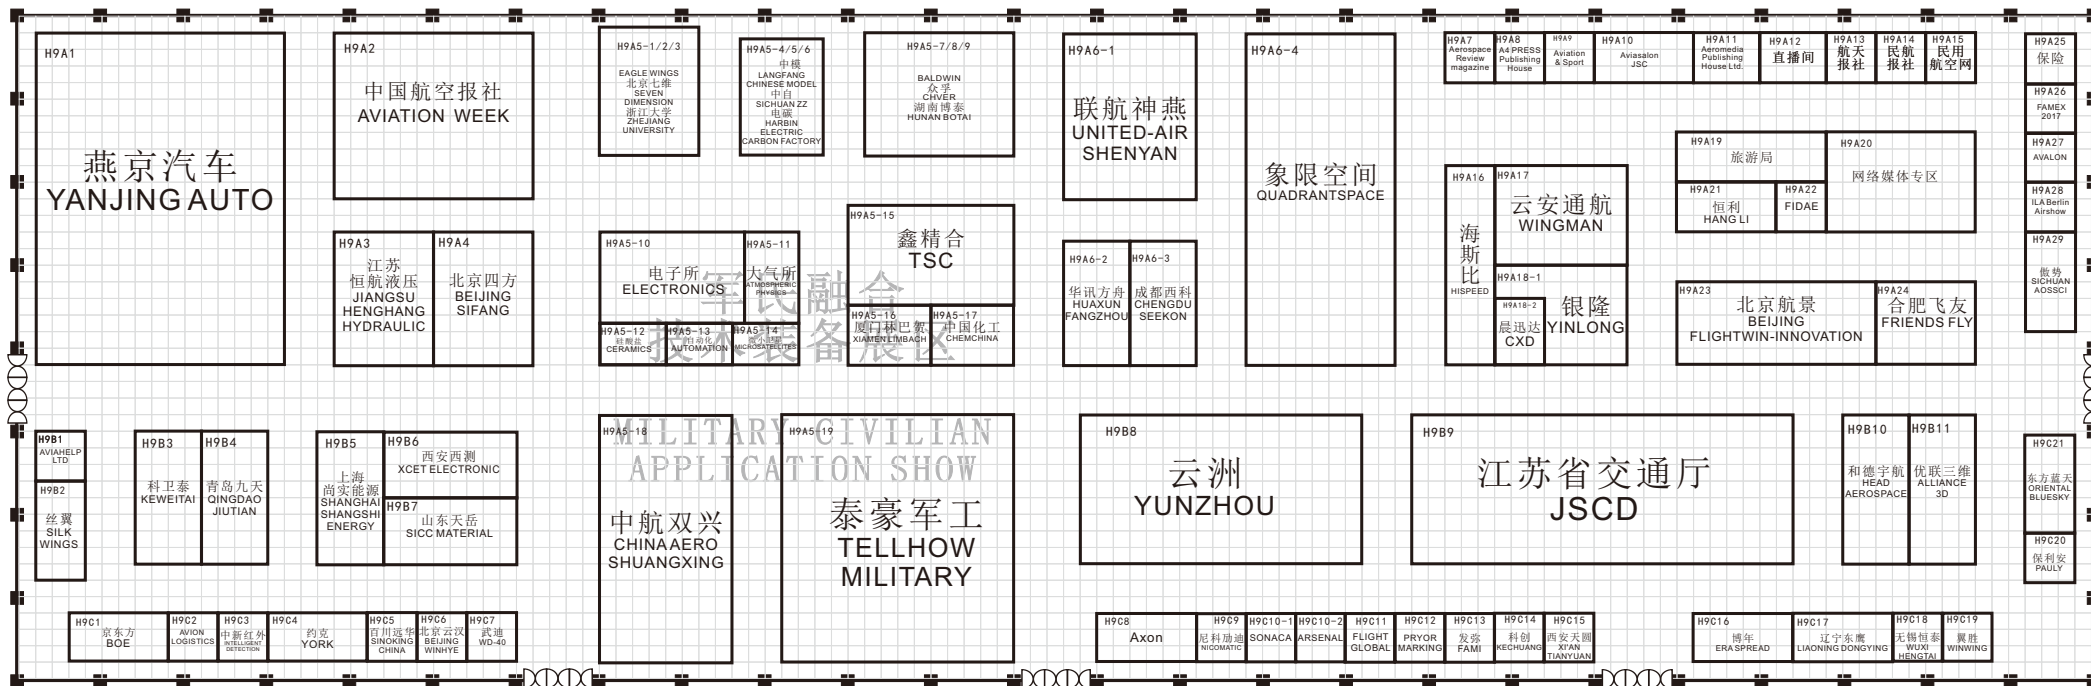 H9A1
燕京汽车
YANJING AUTO
H9A2
中国航空报社
AVIATION WEEK
H9A3
江苏
恒航液压
JIANGSU
HENGHANG
HYDRAULIC
H9A4
北京四方
BEIJING
SIFANG
H9A5-1/2/3
EAGLE WINGS
北京七维
SEVEN
DIMENSION
浙江大学
ZHEJIANG
UNIVERSITY
H9A5-4/5/6
中模
LANGFANG
CHINESE MODEL
中自
SICHUAN ZZ
电碳
HARBIN
ELECTRIC
CARBON FACTORY
H9A5-7/8/9
BALDWIN
众孚
CHVER
湖南博泰
HUNAN BOTAI
H9A5-10
电子所
ELECTRONICS
H9A5-11
大气所
ATMOSPHERIC
PHYSICS
H9A5-12
硅酸盐
CERAMICS
H9A5-13
自动化
AUTOMATION
H9A5-14
微小卫星
MICROSATELLITES
H9A5-15
鑫精合
TSC
H9A5-16
厦门林巴贺
XIAMEN LIMBACH
H9A5-17
中国化工
CHEMCHINA
军民融合
技术装备展区
MILITARY CIVILIAN
APPLICATION SHOW
H9A6-1
联航神燕
UNITED-AIR
SHENYAN
H9A6-2
华讯方舟
HUAXUN
FANGZHOU
H9A6-3
成都西科
CHENGDU
SEEKON
H9A6-4
象限空间
QUADRANTSPACE
H9A7
Aerospace
Review
magazine
H9A8
A4 PRESS
Publishing
House
H9A9
Aviation
& Sport
H9A10
Aviasalon
JSC
H9A11
Aeromedia
Publishing
House Ltd.
H9A12
直播间
H9A13
航天
报社
H9A14
民航
报社
H9A15
民用
航空网
H9A16
海
斯
比
HISPEED
H9A17
云安通航
WINGMAN
H9A18-1
银隆
YINLONG
H9A18-2
晨迅达
CXD
H9A19
旅游局
H9A20
网络媒体专区
H9A21
恒利
HANG LI
H9A22
FIDAE
H9A23
北京航景
BEIJING
FLIGHTWIN-INNOVATION
H9A24
合肥飞友
FRIENDS FLY
H9A25
保险
H9A26
FAMEX
2017
H9A27
AVALON
H9A28
ILA Berlin
Airshow
H9A29
傲势
SICHUAN
AOSSCI
H9B1
AVIAHELP
LTD
H9B2
丝翼
SILK
WINGS
H9B3
科卫泰
KEWEITAI
H9B4
青岛九天
QINGDAO
JIUTIAN
H9B5
上海
尚实能源
SHANGHAI
SHANGSHI
ENERGY
H9B6
西安西测
XCET ELECTRONIC
H9B7
山东天岳
SICC MATERIAL
H9A5-18
中航双兴
CHINA AERO
SHUANGXING
H9A5-19
泰豪军工
TELLHOW
MILITARY
H9B8
云洲
YUNZHOU
H9B9
江苏省交通厅
JSCD
H9B10
和德宇航
HEAD
AEROSPACE
H9B11
优联三维
ALLIANCE
3D
H9C21
东方蓝天
ORIENTAL
BLUESKY
H9C20
保利安
PAULY
H9C1
京东方
BOE
H9C2
AVION
LOGISTICS
H9C3
中新红外
INTELLIGENT
DETECTION
H9C4
约克
YORK
H9C5
百川远华
SINOKING
CHINA
H9C6
北京云汉
BEIJING
WINHYE
H9C7
武迪
WD-40
H9C8
Axon
H9C9
尼科劢迪
NICOMATIC
H9C10-1
SONACA
H9C10-2
ARSENAL
H9C11
FLIGHT
GLOBAL
H9C12
PRYOR
MARKING
H9C13
发弥
FAMI
H9C14
科创
KECHUANG
H9C15
西安天圆
XI'AN
TIANYUAN
H9C16
博年
ERA SPREAD
H9C17
辽宁东鹰
LIAONING DONGYING
H9C18
无锡恒泰
WUXI
HENGTAI
H9C19
翼胜
WINWING